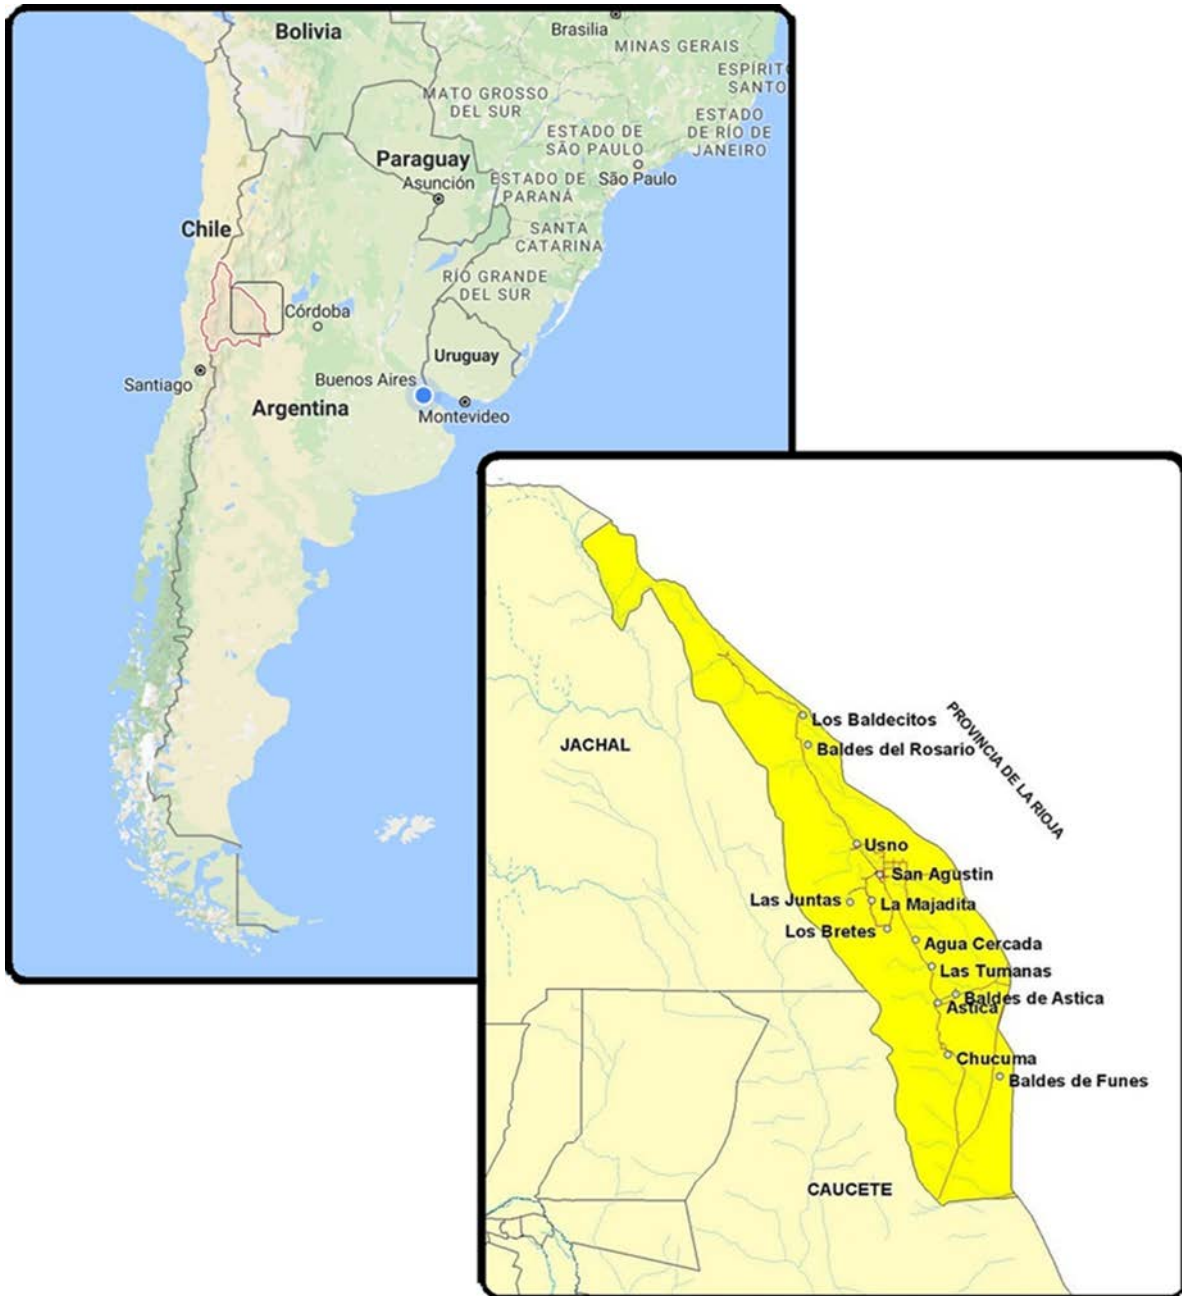 Bolivia
Brasilia
MINAS GERAIS
ESPÍRIT
SANTO
MATO GROSSO
DEL SUR
ESTADO
DE RÍO DE
JANEIRO
ESTADO DE
SÃO PAULO
Paraguay
Asunción
ESTADO DE
PARANÁ
São Paulo
Chile
SANTA
CATARINA
RÍO GRANDE
DEL SUR
Córdoba
Uruguay
Santiago
Buenos Aires
Argentina
Montevideo
Los Baldecitos
PROVINCIA DE LA RIOJA
JACHAL
Baldes del Rosario
Usno
San Agustin
Las Juntas
La Majadita
Los Bretes
Agua Cercada
Las Tumanas
Baldes de Astica
Astica
Chucuma
Baldes de Funes
CAUCETE